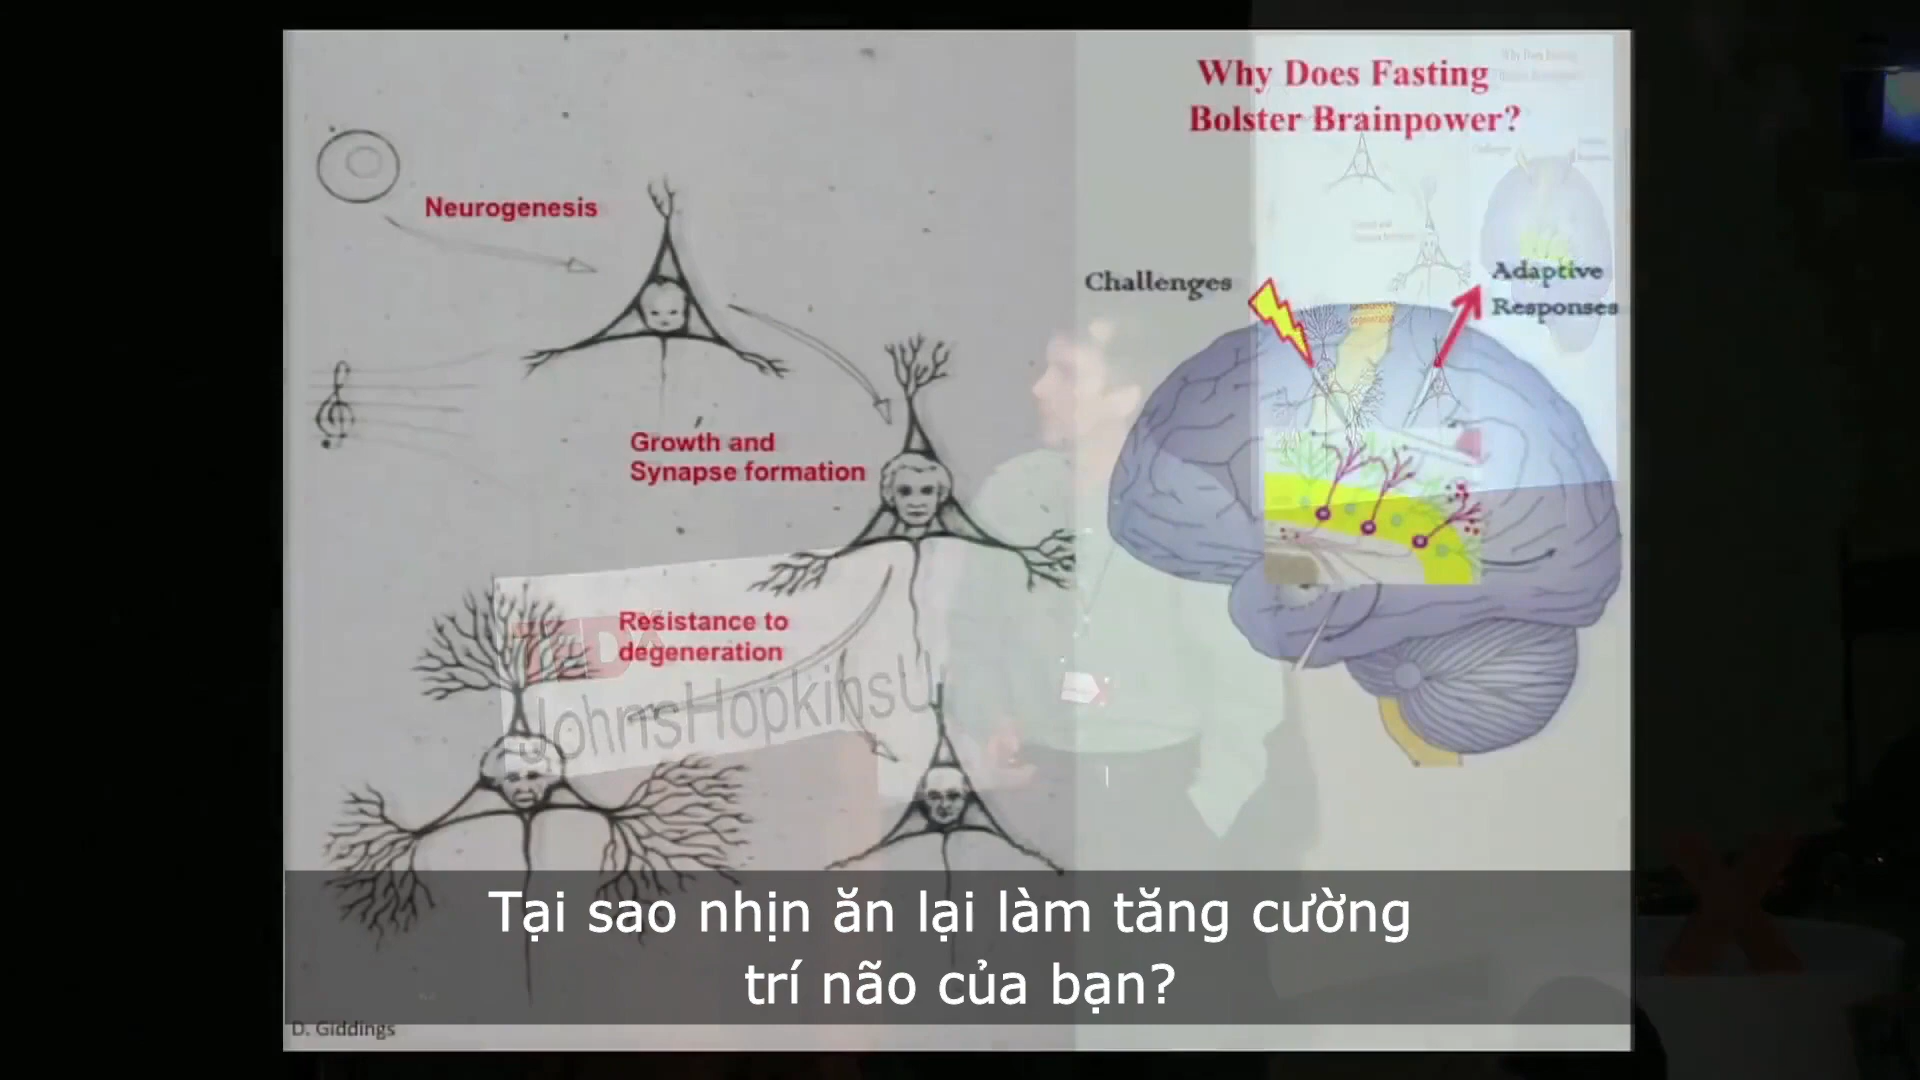 Why Does Fasting
Bolster Brainpower?
Neurogenesis
Challenges
Adaptive
Responses
Growth and
Synapse formation
Resistance to
degeneration
JohnsHopkinsU
Tại sao nhịn ăn lại làm tăng cường
trí não của bạn?
D. Giddings